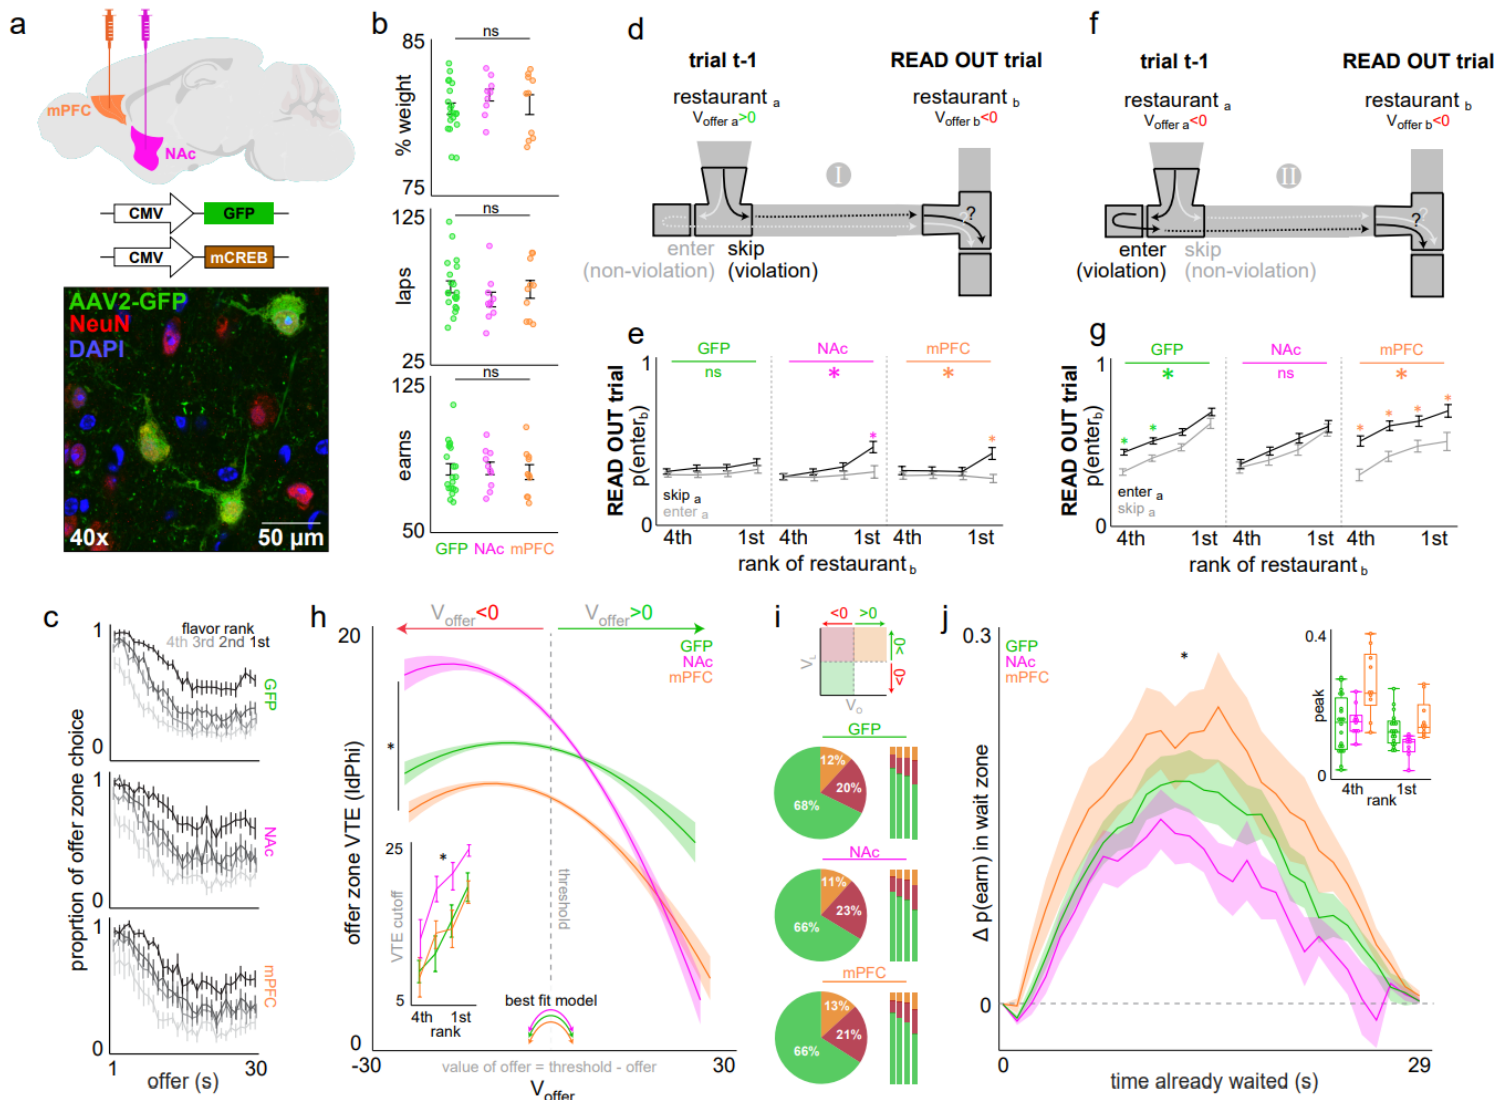 a
mPFC
NAc
CMV
GFP
CMV
mCREB
AAV2-GFP
NeuN
DAPI
40x
50 µm
b
85
ns
% weight
75
125
ns
laps
25
125
ns
earns
50
GFP NAc mPFC
c
1
flavor rank
4th 3rd 2nd 1st
GFP
0
1
NAc
0
1
mPFC
0
proprtion of offer zone choice
1
30
offer (s)
d
trial t-1
READ OUT trial
restaurant a
restaurant b
Voffer a>0
Voffer b<0
I
?
?
enter
(non-violation)
skip
(violation)
e
1
GFP
NAc
mPFC
ns
*
*
READ OUT trial
p(enter b)
*
*
skip a
enter a
0
4th 1st 4th 1st 4th 1st
rank of restaurant b
f
trial t-1
READ OUT trial
restaurant a
restaurant b
Voffer a<0
Voffer b<0
II
?
?
enter
(violation)
skip
(non-violation)
g
1
GFP
NAc
mPFC
*
ns
*
READ OUT trial
p(enter b)
* *
* * * *
enter a
skip a
0
4th 1st 4th 1st 4th 1st
rank of restaurant b
h
Voffer<0
Voffer>0
20
GFP
NAc
mPFC
*
offer zone VTE (IdPhi)
threshold
25
*
VTE cutoff
5
4th 1st
rank
best fit model
0
-30
30
value of offer = threshold - offer
Voffer
i
<0 >0
VL
>0
<0
VO
GFP
12%
20%
68%
NAc
11%
23%
66%
mPFC
13%
21%
66%
j
0.3
GFP
NAc
mPFC
*
Δ p(earn) in wait zone
0
0
29
time already waited (s)
0.4
peak
0
4th 1st
rank